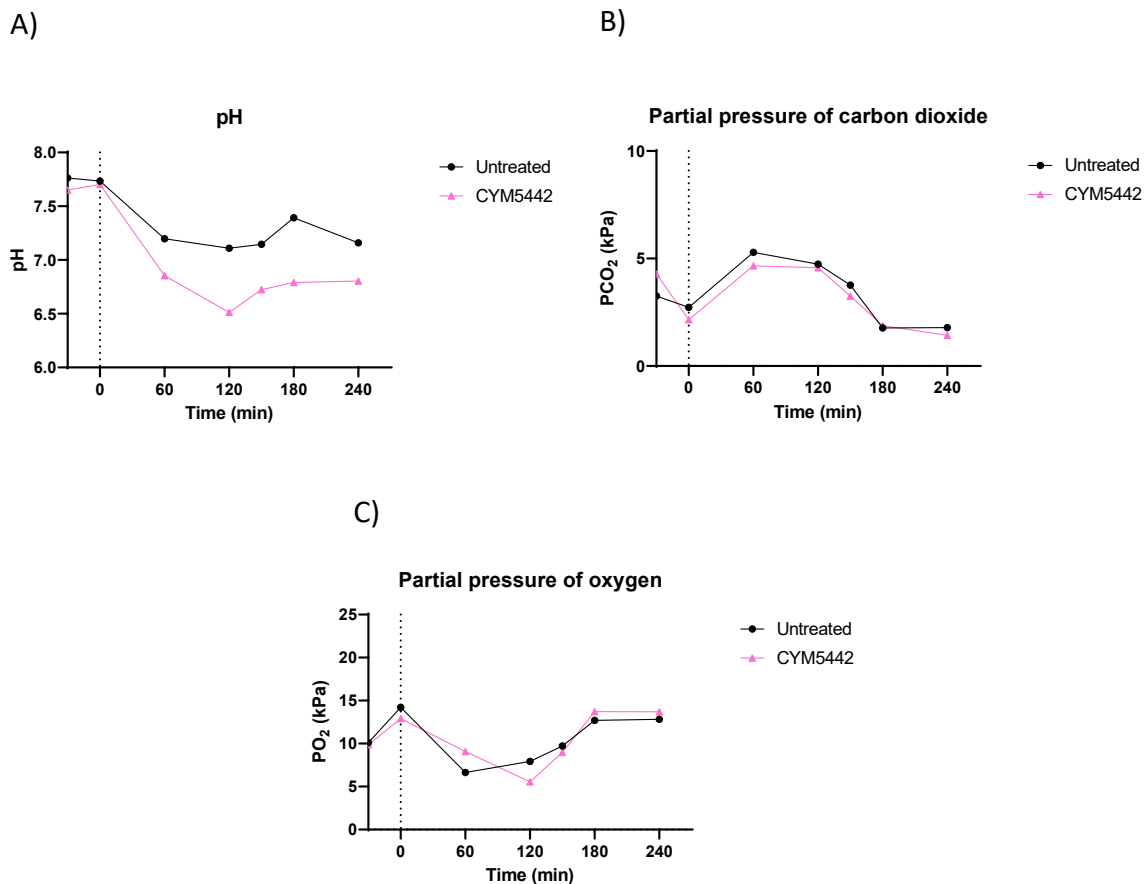 A)
pH
8.0
7.5
7.0
6.5
6.0
pH
0 60 120 180 240
Time (min)
Untreated
CYM5442
B)
Partial pressure of carbon dioxide
10
5
0
PCO₂ (kPa)
0 60 120 180 240
Time (min)
Untreated
CYM5442
C)
Partial pressure of oxygen
25
20
15
10
5
0
PO₂ (kPa)
0 60 120 180 240
Time (min)
Untreated
CYM5442